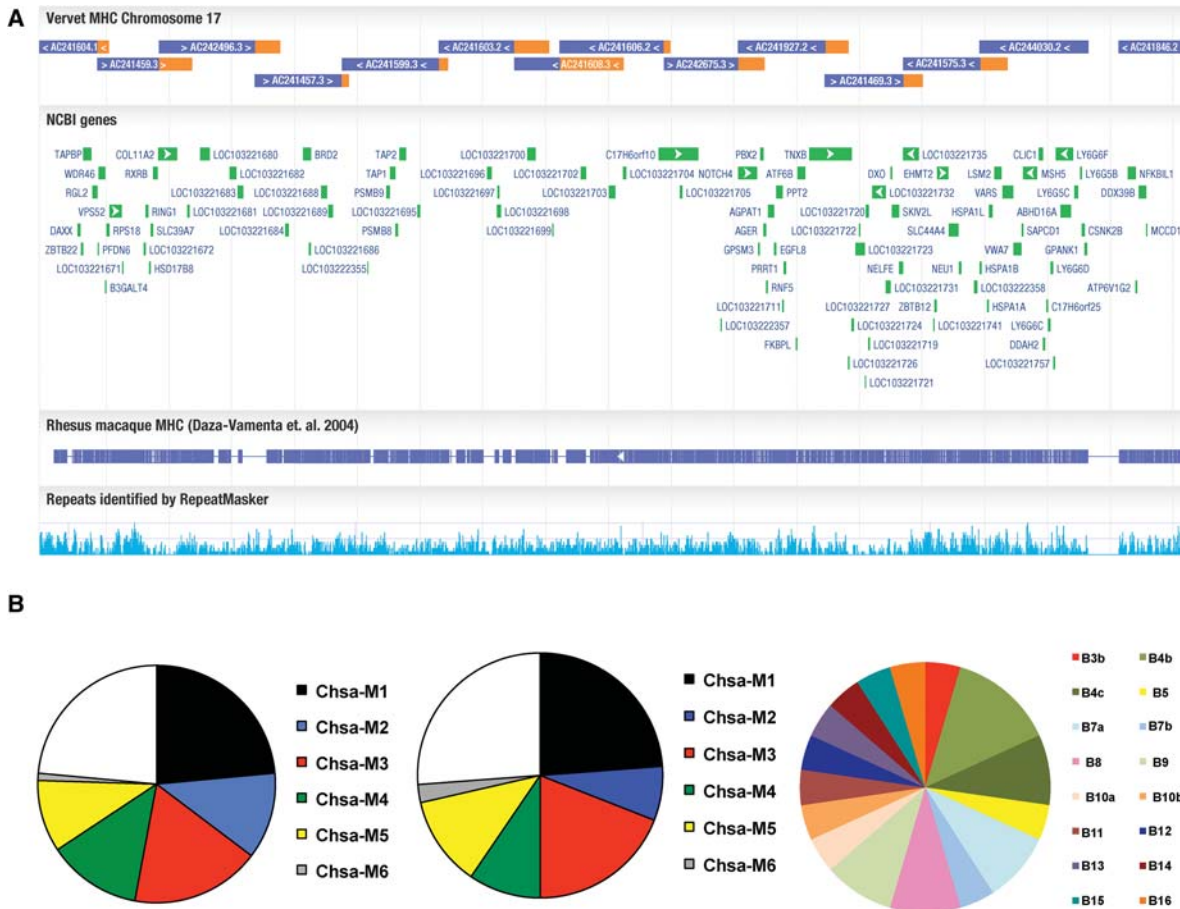 A
Vervet MHC Chromosome 17
< AC241604.1 <
> AC242496.3 >
< AC241603.2 <
< AC241606.2 <
> AC241927.2 >
< AC244030.2 <
< AC241846.2
> AC241459.3 >
< AC241599.3 <
< AC241608.3 <
> AC242675.3 >
> AC241575.3 <
> AC241457.3 >
> AC241469.3 >
NCBI genes
TAPBP COL11A2 LOC103221680 BRD2 TAP2 LOC103221700 C17H6orf10 PBX2 TNXB LOC103221735 CLIC1 LY6G6F
WDR46 RXRB LOC103221682 LOC103221696 LOC103221702 LOC103221704 NOTCH4 ATF6B DXO EHMT2 LSM2 MSH5 LY6G5B NFKBIL1
RGL2 LOC103221683 LOC103221688 PSMB9 LOC103221697 LOC103221703 LOC103221705 PPT2 LOC103221732 VARS LY6G5C DDX39B
VPS52 RING1 LOC103221681 LOC103221689 LOC103221695 LOC103221698 AGPAT1 LOC103221720 SKIV2L HSPA1L ABHD16A
DAXX RPS18 SLC39A7 LOC103221684 PSMB8 TAP1 LOC103221699 AGER LOC103221722 SLC44A4 SAPCD1 CSNK2B MCCD1
ZBTB22 PFDN6 LOC103221672 LOC103221686 GPSM3 EGFL8 LOC103221723 VWA7 GPANK1
LOC103221671 HSD17B8 LOC103222355 PRRT1 NELFE NEU1 HSPA1B LY6G6D
B3GALT4 RNF5 LOC103221731 LOC103222358 ATP6V1G2
LOC103221711 LOC103221727 ZBTB12 HSPA1A C17H6orf25
LOC103222357 LOC103221724 LOC103221741 LY6G6C
FKBPL LOC103221719 DDAH2
LOC103221726 LOC103221757
LOC103221721
Rhesus macaque MHC (Daza-Vamenta et. al. 2004)
Repeats identified by RepeatMasker
B
Chsa-M1
Chsa-M2
Chsa-M3
Chsa-M4
Chsa-M5
Chsa-M6
Chsa-M1
Chsa-M2
Chsa-M3
Chsa-M4
Chsa-M5
Chsa-M6
B3b B4b
B4c B5
B7a B7b
B8 B9
B10a B10b
B11 B12
B13 B14
B15 B16